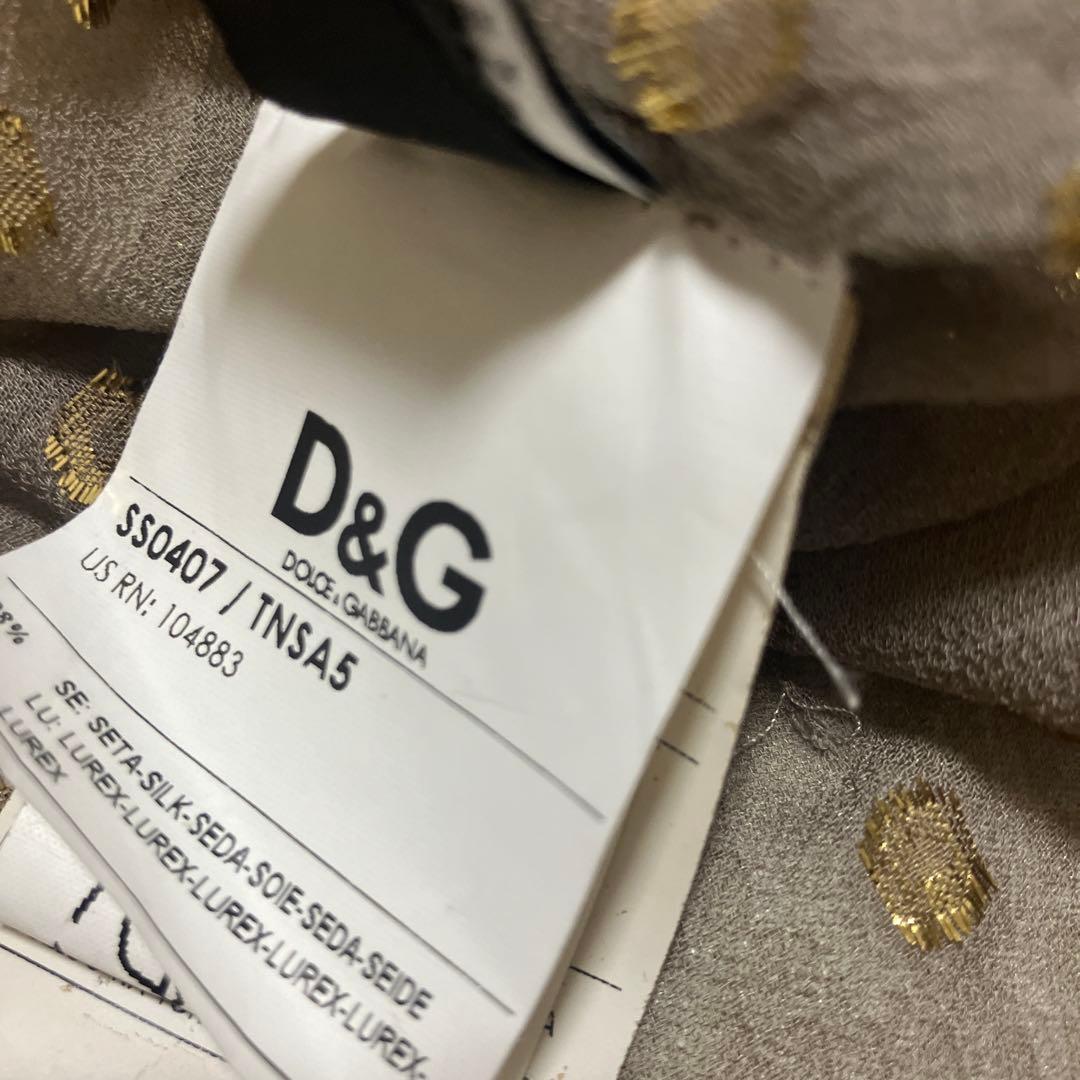 D&G
DOLCE & GABBANA
SS0407 / TNSA5
US RN: 104883
8%
SE: SETA-SILK-SEDA-SOIE-SEDA-SEIDE
LU: LUREX-LUREX-LUREX-LUREX-LUREX-
LUREX
A